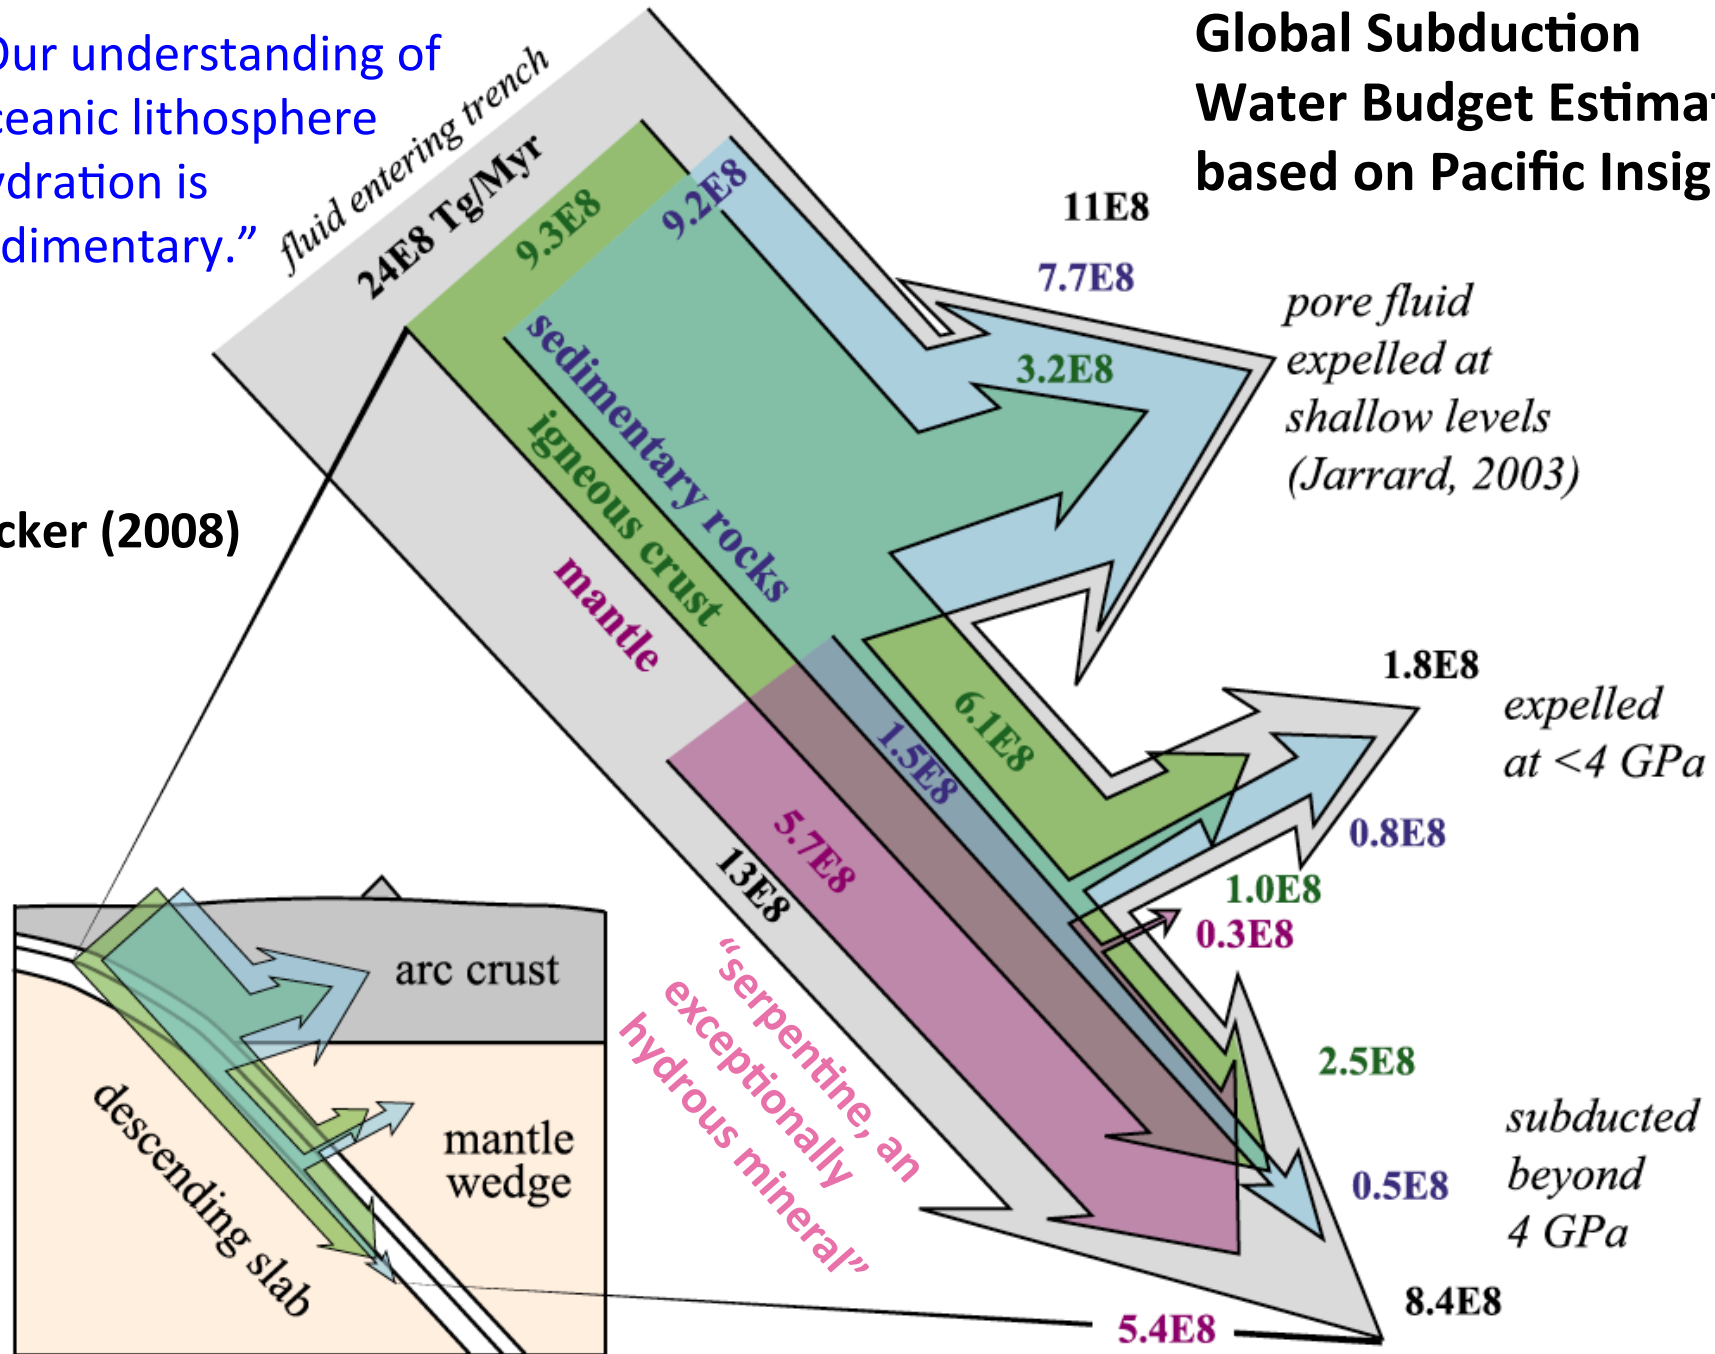 Our understanding of
ceanic lithosphere
ydration is
dimentary.”
cker (2008)
Global Subduction
Water Budget Estimat
based on Pacific Insig
fluid entering trench
24E8 Tg/Myr
9.3E8
9.2E8
sedimentary rocks
igneous crust
mantle
11E8
7.7E8
3.2E8
pore fluid
expelled at
shallow levels
(Jarrard, 2003)
6.1E8
1.5E8
5.7E8
13E8
1.8E8
expelled
at <4 GPa
0.8E8
1.0E8
0.3E8
“serpentine, an
exceptionally
hydrous mineral”
2.5E8
0.5E8
subducted
beyond
4 GPa
8.4E8
5.4E8
arc crust
mantle
wedge
descending slab